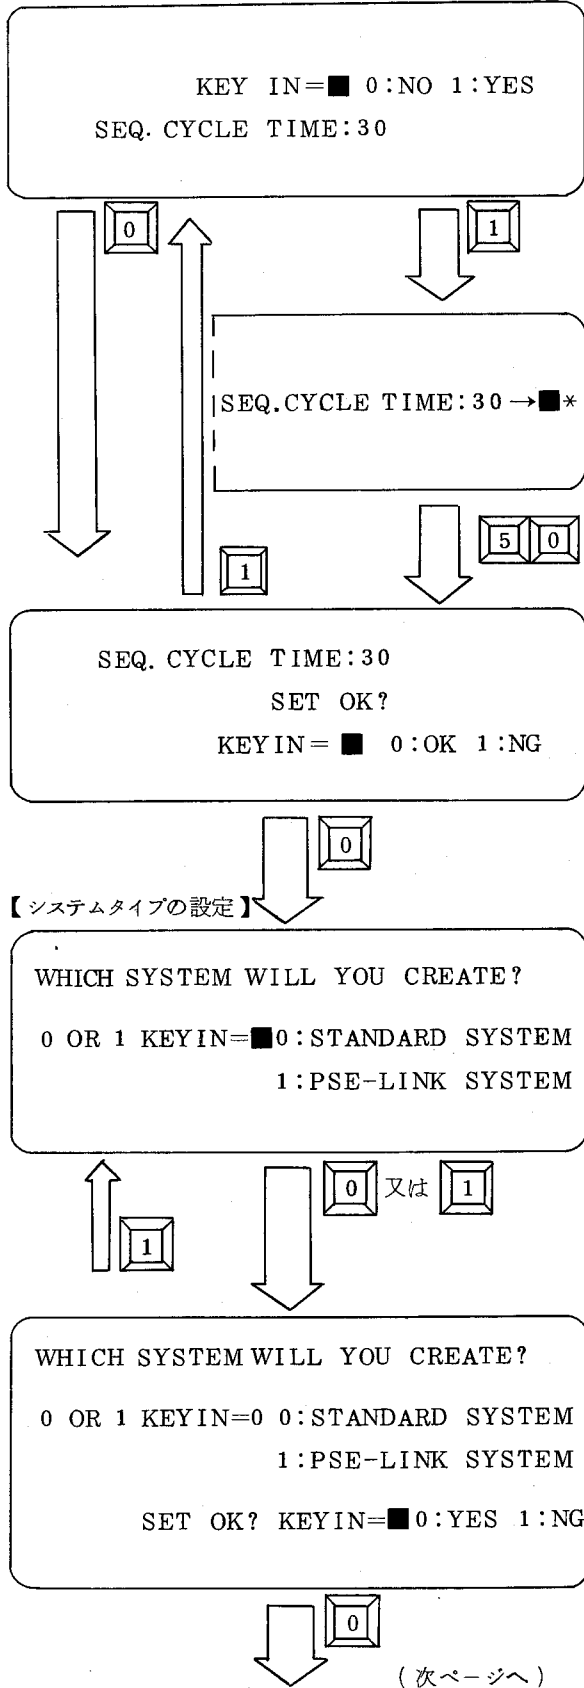 KEY IN=■ 0:NO 1:YES
SEQ. CYCLE TIME:30
0
1
SEQ.CYCLE TIME:30→■*
5 0
1
SEQ. CYCLE TIME:30
SET OK?
KEYIN= ■ 0:OK 1:NG
0
【システムタイプの設定】
WHICH SYSTEM WILL YOU CREATE?
0 OR 1 KEYIN=■0:STANDARD SYSTEM
1:PSE-LINK SYSTEM
0 又は 1
1
WHICH SYSTEM WILL YOU CREATE?
0 OR 1 KEYIN=0 0:STANDARD SYSTEM
1:PSE-LINK SYSTEM
SET OK? KEYIN=■0:YES 1:NG
0
(次ページへ)